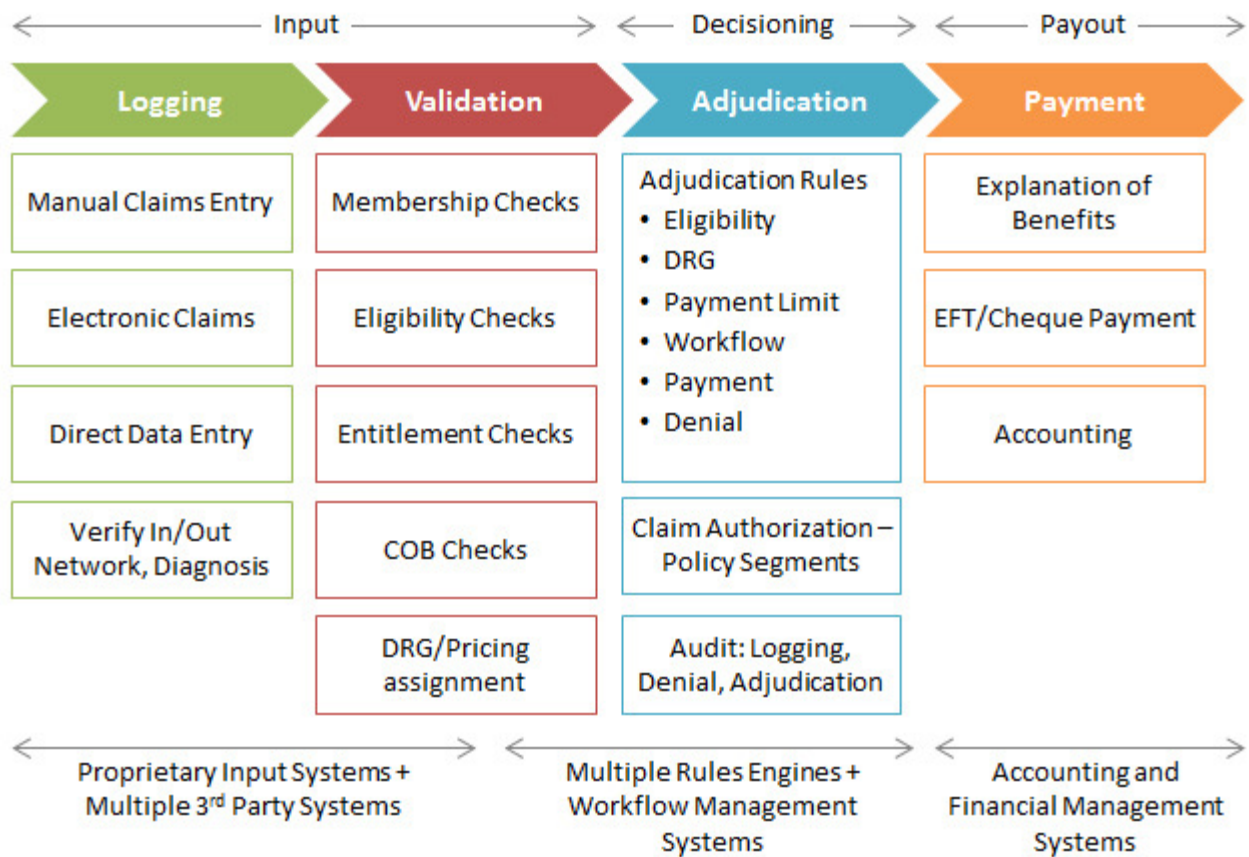 Input
Decisioning
Payout
Logging
Validation
Adjudication
Payment
Manual Claims Entry
Electronic Claims
Direct Data Entry
Verify In/Out
Network, Diagnosis
Membership Checks
Eligibility Checks
Entitlement Checks
COB Checks
DRG/Pricing
assignment
Adjudication Rules
• Eligibility
• DRG
• Payment Limit
• Workflow
• Payment
• Denial
Claim Authorization –
Policy Segments
Audit: Logging,
Denial, Adjudication
Explanation of
Benefits
EFT/Cheque Payment
Accounting
Proprietary Input Systems +
Multiple 3rd Party Systems
Multiple Rules Engines +
Workflow Management
Systems
Accounting and
Financial Management
Systems